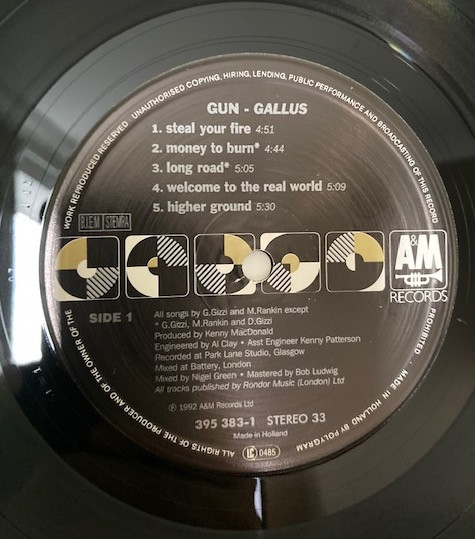 WORK REPRODUCED RESERVED UNAUTHORISED COPYING, HIRING, LENDING, PUBLIC PERFORMANCE AND BROADCASTING OF THIS RECORD
GUN - GALLUS
1. steal your fire 4:51
2. money to burn* 4:44
3. long road* 5:05
4. welcome to the real world 5:09
5. higher ground 5:30
B.I.E.M. STEMRA
A&M
RECORDS
SIDE 1
All songs by G.Gizzi and M.Rankin except
* G.Gizzi, M.Rankin and D.Gizzi
Produced by Kenny MacDonald
Engineered by Al Clay • Asst Engineer Kenny Patterson
Recorded at Park Lane Studio, Glasgow
Mixed at Battery, London
Mixed by Nigel Green • Mastered by Bob Ludwig
All tracks published by Rondor Music (London) Ltd
℗ 1992 A&M Records Ltd
395 383-1 STEREO 33
Made in Holland
LC 0485
ALL RIGHTS OF THE PRODUCER AND OF THE OWNER OF THE
PROHIBITED · MADE IN HOLLAND BY POLYGRAM